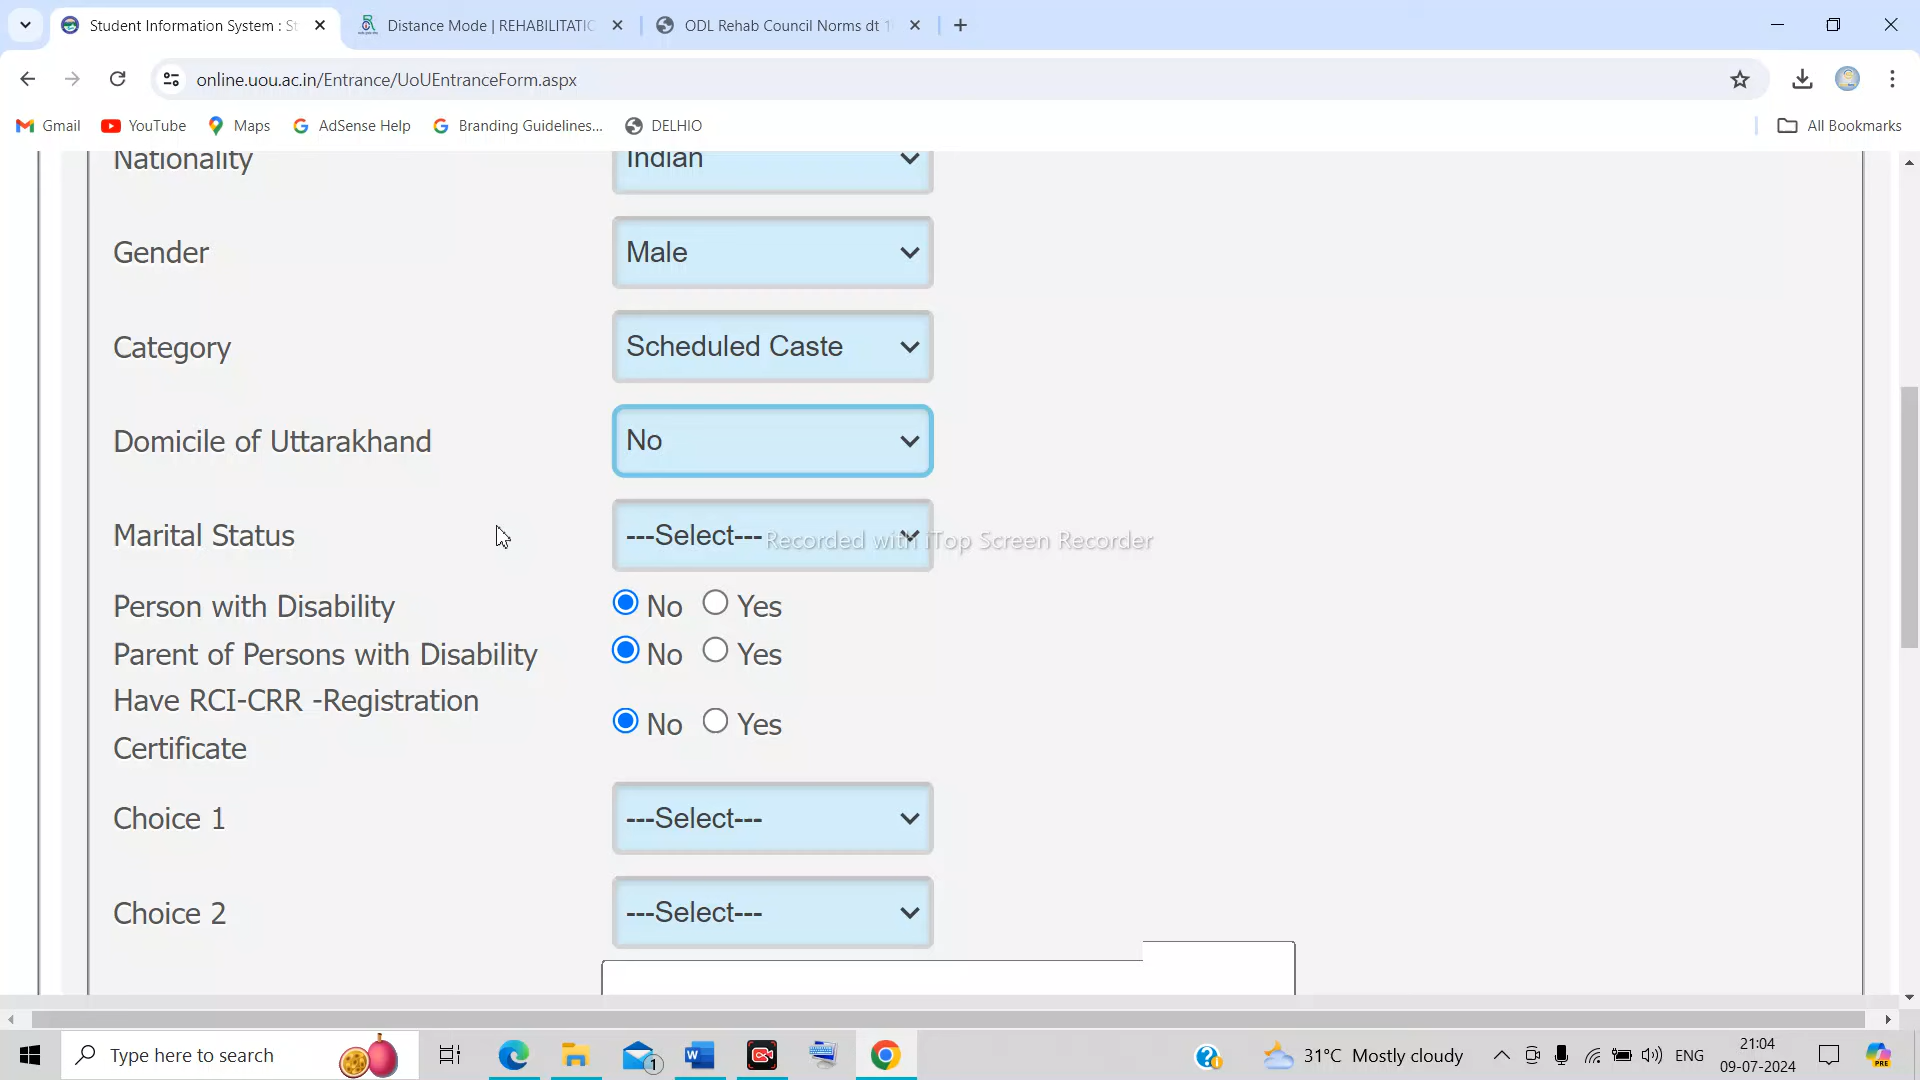 Student Information System : St
Distance Mode | REHABILITATIC
ODL Rehab Council Norms dt 1
online.uou.ac.in/Entrance/UoUEntranceForm.aspx
Gmail
YouTube
Maps
AdSense Help
Branding Guidelines...
DELHIO
All Bookmarks
Nationality
Indian
Gender
Male
Category
Scheduled Caste
Domicile of Uttarakhand
No
Marital Status
---Select---
Recorded with iTop Screen Recorder
Person with Disability
No Yes
Parent of Persons with Disability
No Yes
Have RCI-CRR -Registration
Certificate
No Yes
Choice 1
---Select---
Choice 2
---Select---
Type here to search
1
31°C Mostly cloudy
ENG
21:04
09-07-2024
PRE